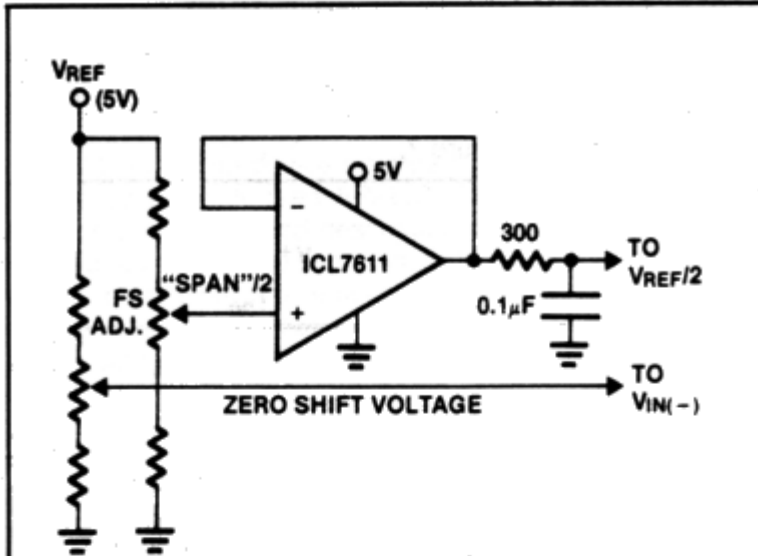 VREF
(5V)
5V
−
ICL7611
+
"SPAN"/2
FS
ADJ.
300
0.1μF
TO
VREF/2
ZERO SHIFT VOLTAGE
TO
VIN(−)